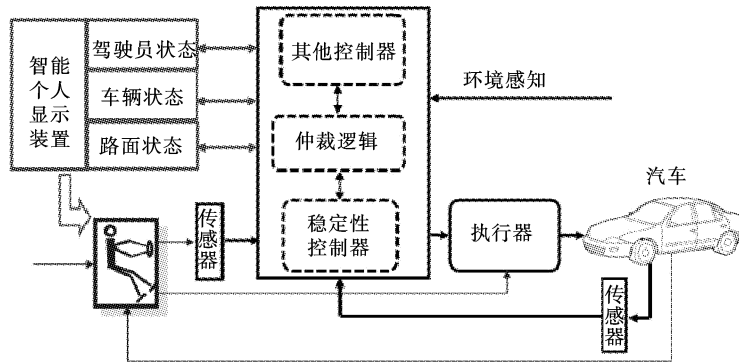 智能
个人
显示
装置
驾驶员状态
车辆状态
路面状态
其他控制器
仲裁逻辑
稳定性
控制器
环境感知
传感器
执行器
汽车
传感器